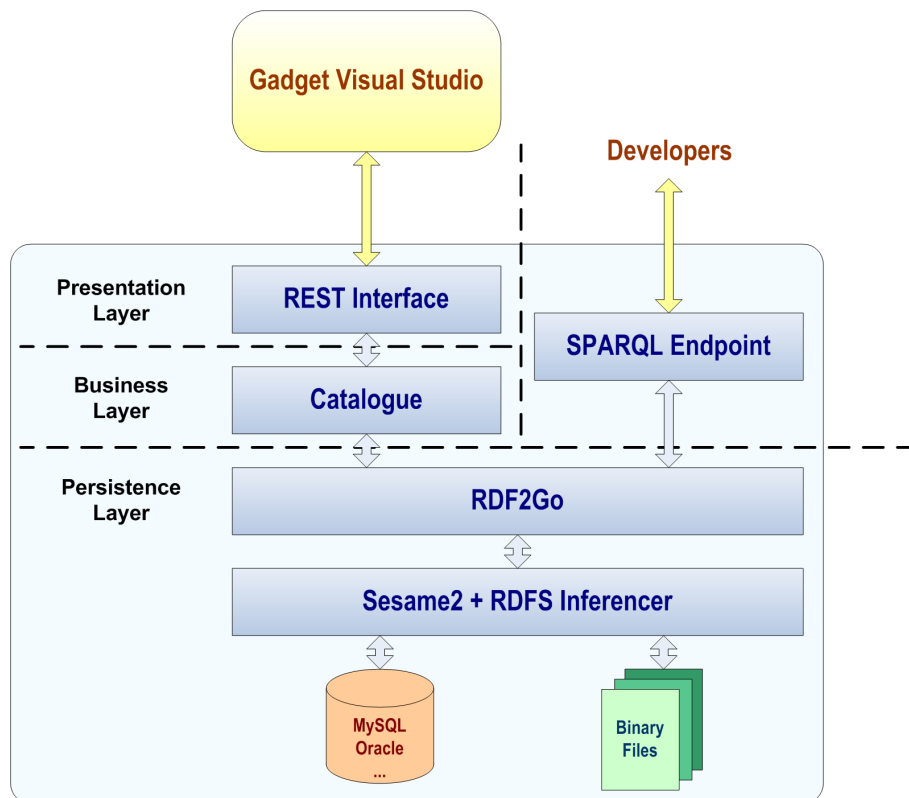 Gadget Visual Studio
Developers
Presentation
Layer
REST Interface
SPARQL Endpoint
Business
Layer
Catalogue
Persistence
Layer
RDF2Go
Sesame2 + RDFS Inferencer
MySQL
Oracle
...
Binary
Files